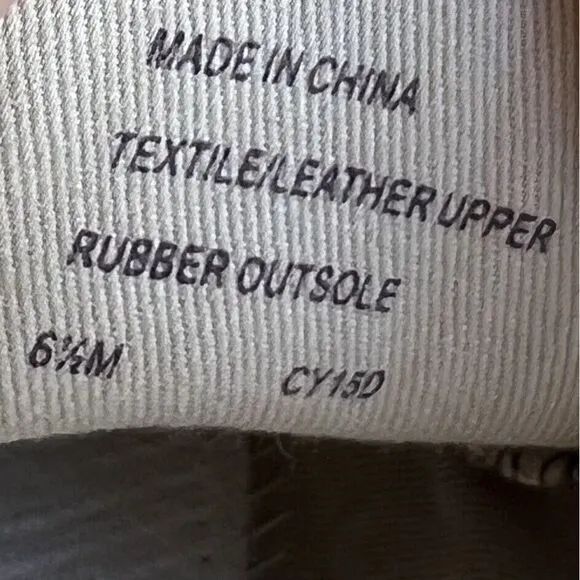 MADE IN CHINA
TEXTILE/LEATHER UPPER
RUBBER OUTSOLE
6½M CY15D